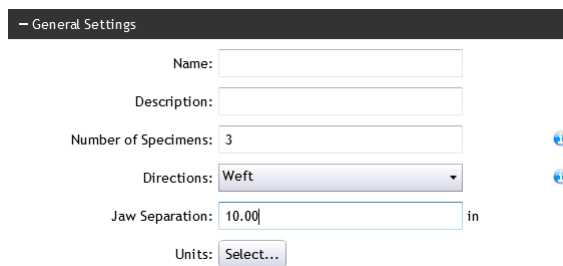 − General Settings
Name:
Description:
Number of Specimens: 3
Directions: Weft
Jaw Separation: 10.00 in
Units: Select...